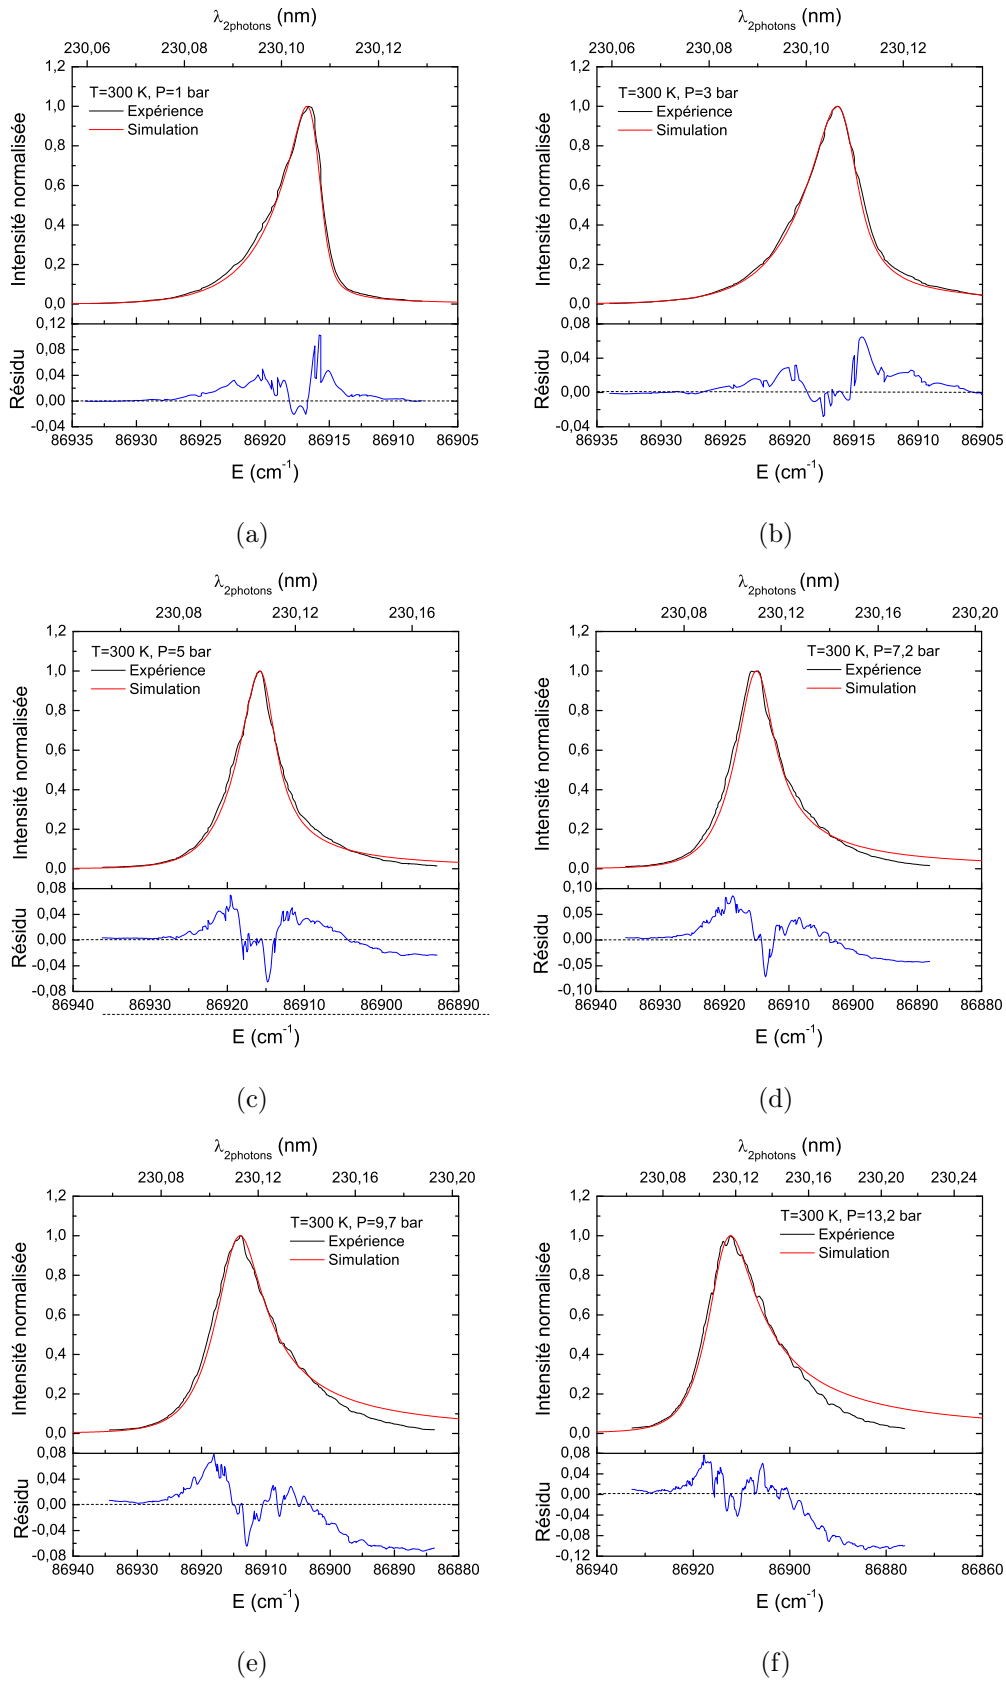 λ2photons (nm)
230,06 230,08 230,10 230,12
1,2
1,0
0,8
0,6
0,4
0,2
0,0
Intensité normalisée
T=300 K, P=1 bar
Expérience
Simulation
0,12
0,08
0,04
0,00
-0,04
Résidu
86935 86930 86925 86920 86915 86910 86905
E (cm-1)
(a)
λ2photons (nm)
230,06 230,08 230,10 230,12
1,2
1,0
0,8
0,6
0,4
0,2
0,0
Intensité normalisée
T=300 K, P=3 bar
Expérience
Simulation
0,08
0,04
0,00
-0,04
Résidu
86935 86930 86925 86920 86915 86910 86905
E (cm-1)
(b)
λ2photons (nm)
230,08 230,12 230,16
1,2
1,0
0,8
0,6
0,4
0,2
0,0
Intensité normalisée
T=300 K, P=5 bar
Expérience
Simulation
0,08
0,04
0,00
-0,04
-0,08
Résidu
86940 86930 86920 86910 86900 86890
E (cm-1)
(c)
λ2photons (nm)
230,08 230,12 230,16 230,20
1,2
1,0
0,8
0,6
0,4
0,2
0,0
Intensité normalisée
T=300 K, P=7,2 bar
Expérience
Simulation
0,10
0,05
0,00
-0,05
-0,10
Résidu
86940 86930 86920 86910 86900 86890 86880
E (cm-1)
(d)
λ2photons (nm)
230,08 230,12 230,16 230,20
1,2
1,0
0,8
0,6
0,4
0,2
0,0
Intensité normalisée
T=300 K, P=9,7 bar
Expérience
Simulation
0,08
0,04
0,00
-0,04
-0,08
Résidu
86940 86930 86920 86910 86900 86890 86880
E (cm-1)
(e)
λ2photons (nm)
230,08 230,12 230,16 230,20 230,24
1,2
1,0
0,8
0,6
0,4
0,2
0,0
Intensité normalisée
T=300 K, P=13,2 bar
Expérience
Simulation
0,08
0,04
0,00
-0,04
-0,08
-0,12
Résidu
86940 86920 86900 86880 86860
E (cm-1)
(f)